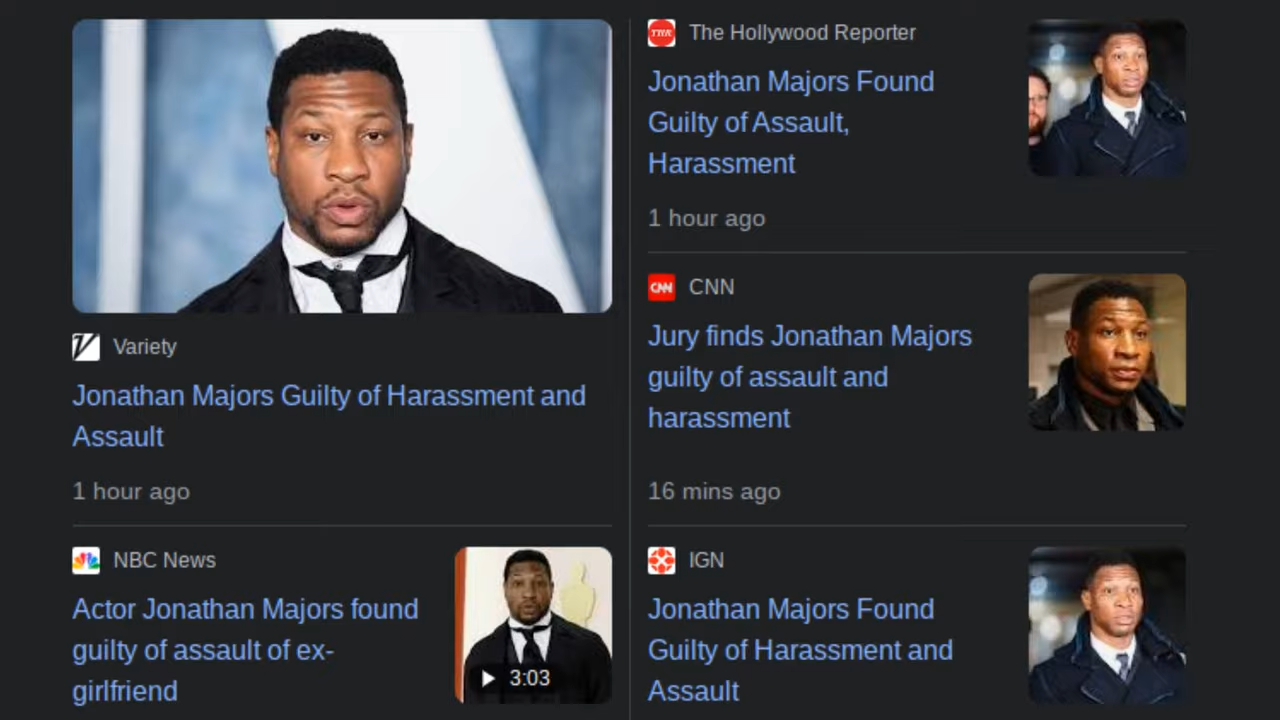 Variety
Jonathan Majors Guilty of Harassment and
Assault
1 hour ago
NBC News
Actor Jonathan Majors found
guilty of assault of ex-
girlfriend
3:03
THR
The Hollywood Reporter
Jonathan Majors Found
Guilty of Assault,
Harassment
1 hour ago
CNN
CNN
Jury finds Jonathan Majors
guilty of assault and
harassment
16 mins ago
IGN
Jonathan Majors Found
Guilty of Harassment and
Assault